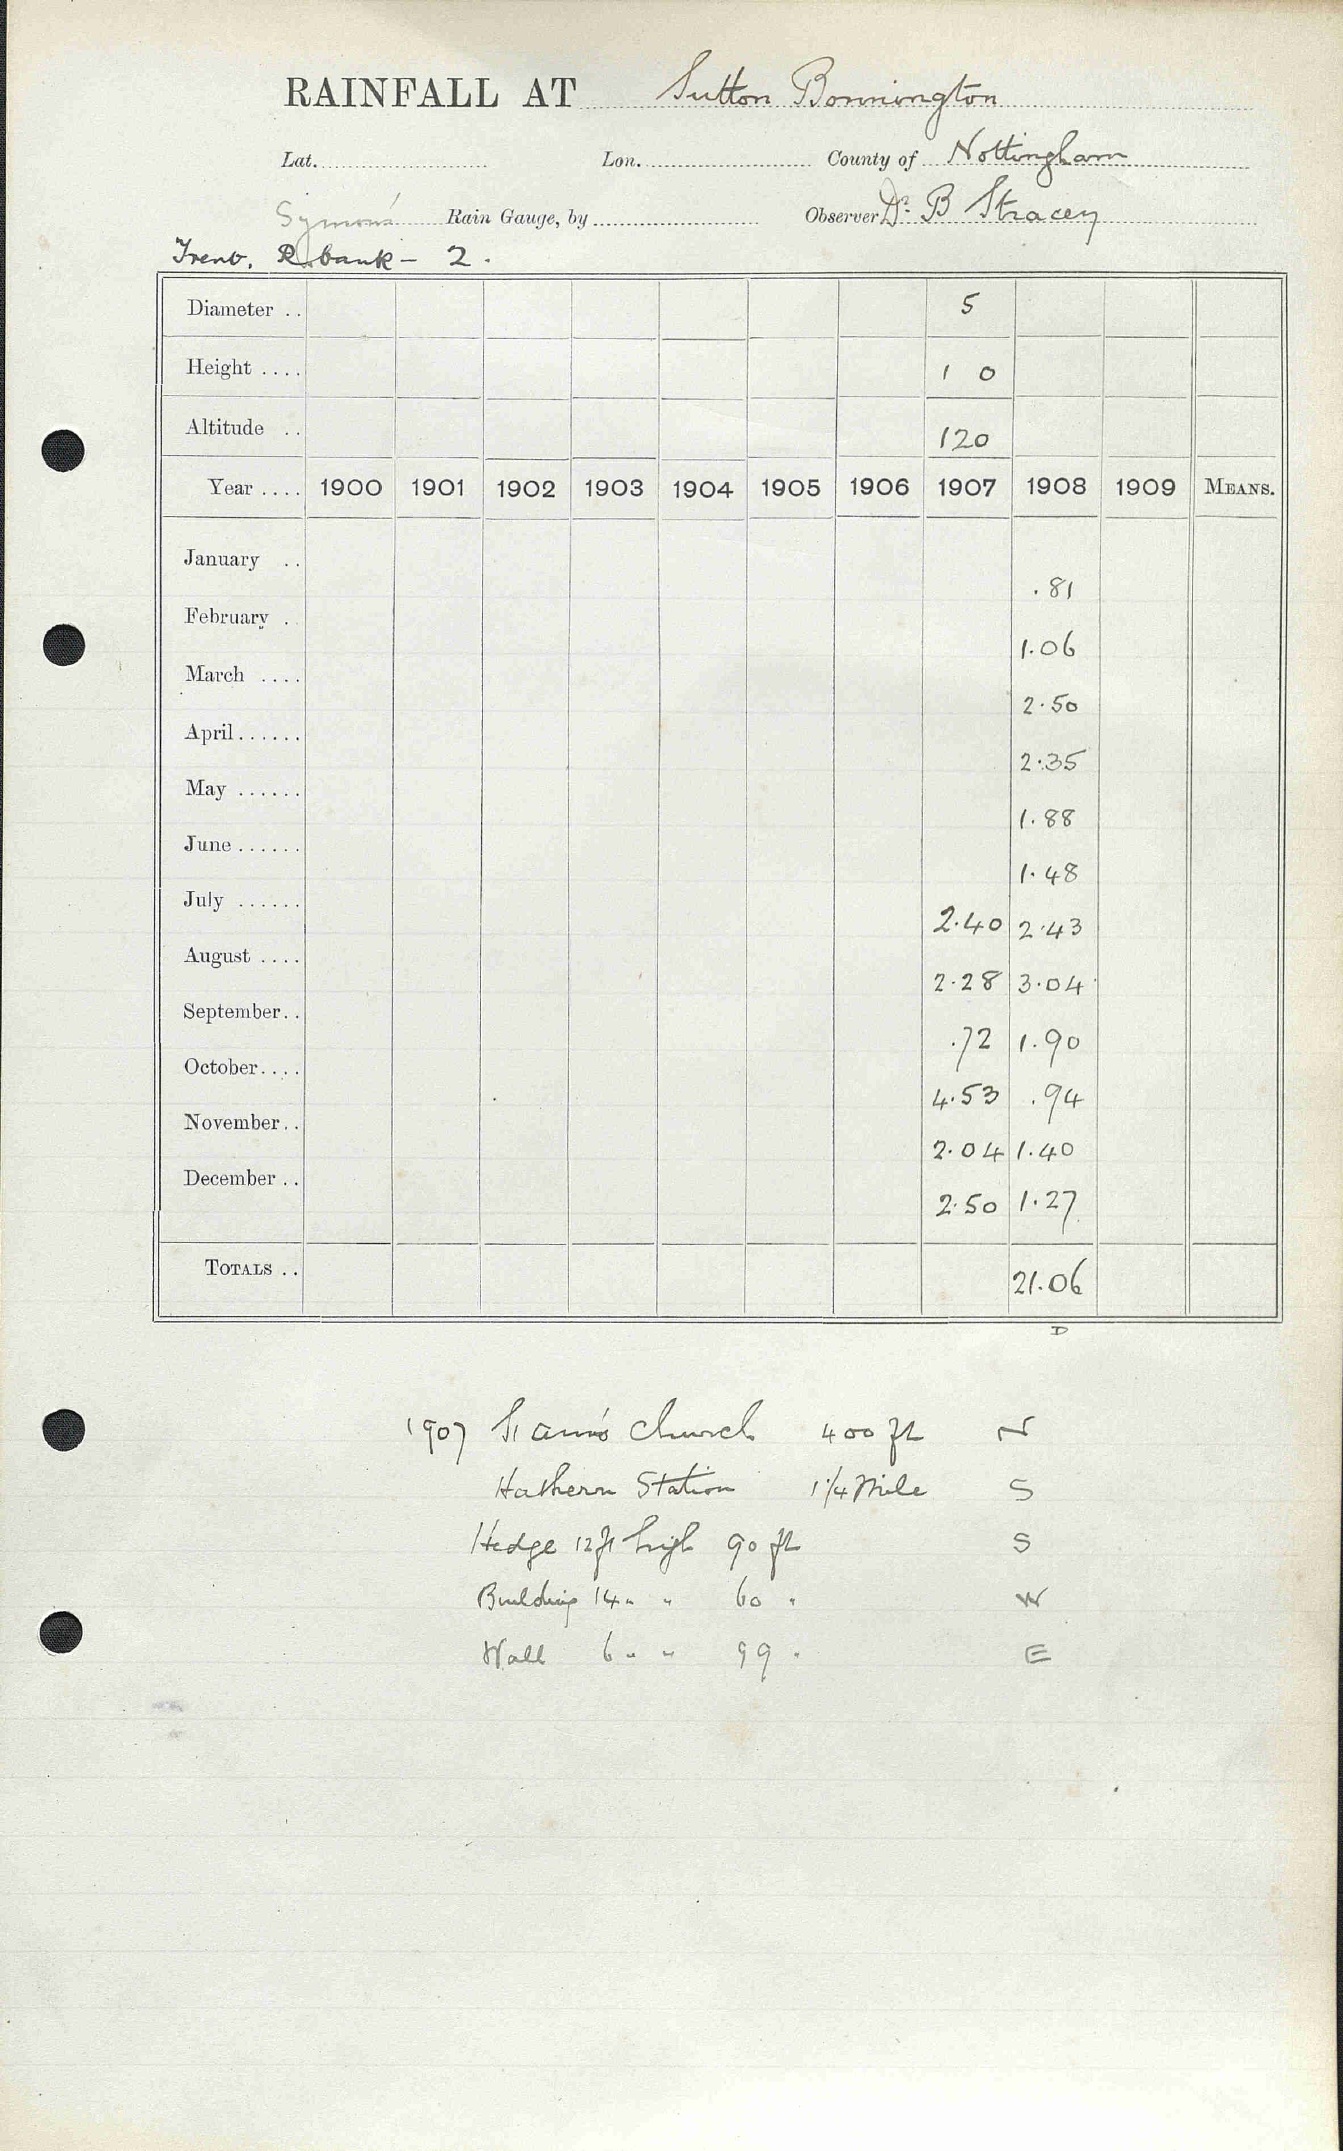 RAINFALL AT Sutton Bonnington
Lat. Lon. County of Nottingham
Symons Rain Gauge, by Observer Dr. B Stracey
Trent. R. bank – 2.
Diameter .. 5
Height .... 1 0
Altitude .. 120
Year .... 1900 1901 1902 1903 1904 1905 1906 1907 1908 1909 MEANS.
January .. .81
February . 1.06
March .... 2.50
April ...... 2.35
May ...... 1.88
June ...... 1.48
July ...... 2.40 2.43
August .... 2.28 3.04
September .. .72 1.90
October .... 4.53 .94
November .. 2.04 1.40
December .. 2.50 1.27
TOTALS .. 21.06
D
1907 St Ann's Church 400 ft N
Hathern Station 1 1/4 Mile S
Hedge 12 ft high 90 ft S
Building 14 " " 60 " W
Wall 6 " " 99 " E